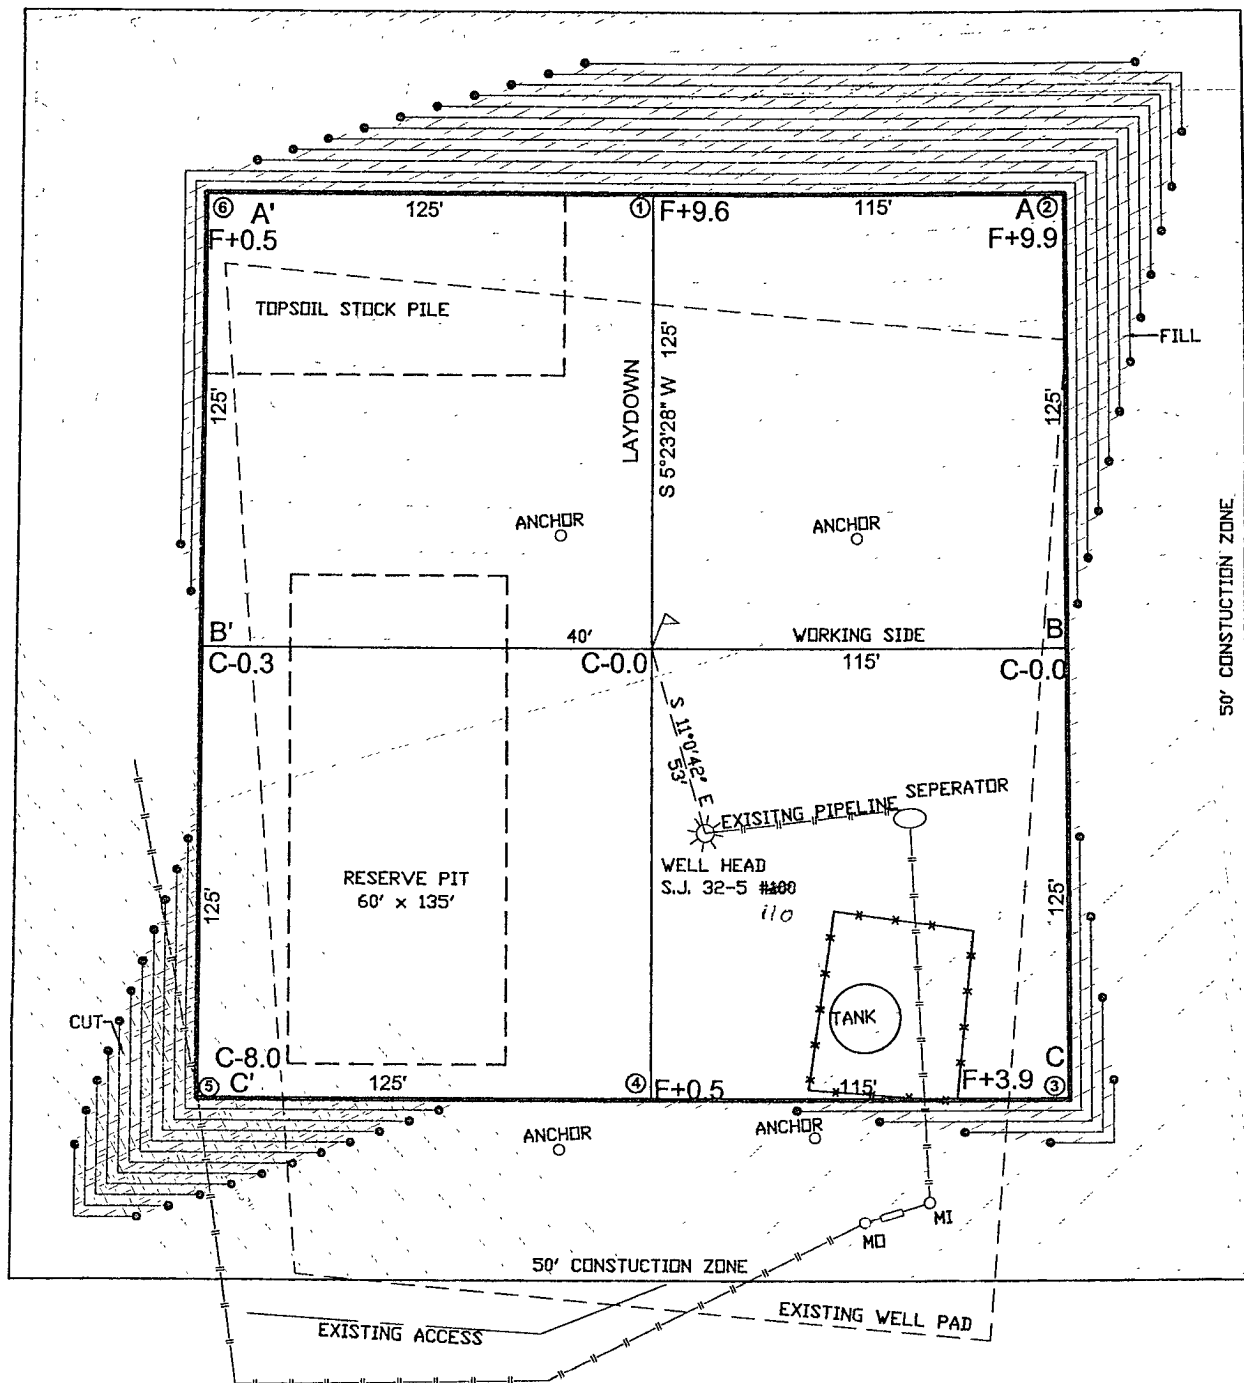 ⑥ A' 125' ① F+9.6 115' A ②
F+0.5 F+9.9
TOPSOIL STOCK PILE
FILL
125'
LAYDOWN
S 5°23'28" W 125'
125'
ANCHOR
ANCHOR
50' CONSTUCTION ZONE
B' 40' WORKING SIDE B
C-0.3 C-0.0 115' C-0.0
S 11°0'42" E
53'
EXISITNG PIPELINE
SEPERATOR
WELL HEAD
S.J. 32-5 #100
110
RESERVE PIT
60' x 135'
125'
125'
CUT
TANK
C-8.0 C
⑤ C' 125' ④ F+0.5 115' F+3.9 ③
ANCHOR
ANCHOR
MI
MO
50' CONSTUCTION ZONE
EXISTING WELL PAD
EXISTING ACCESS